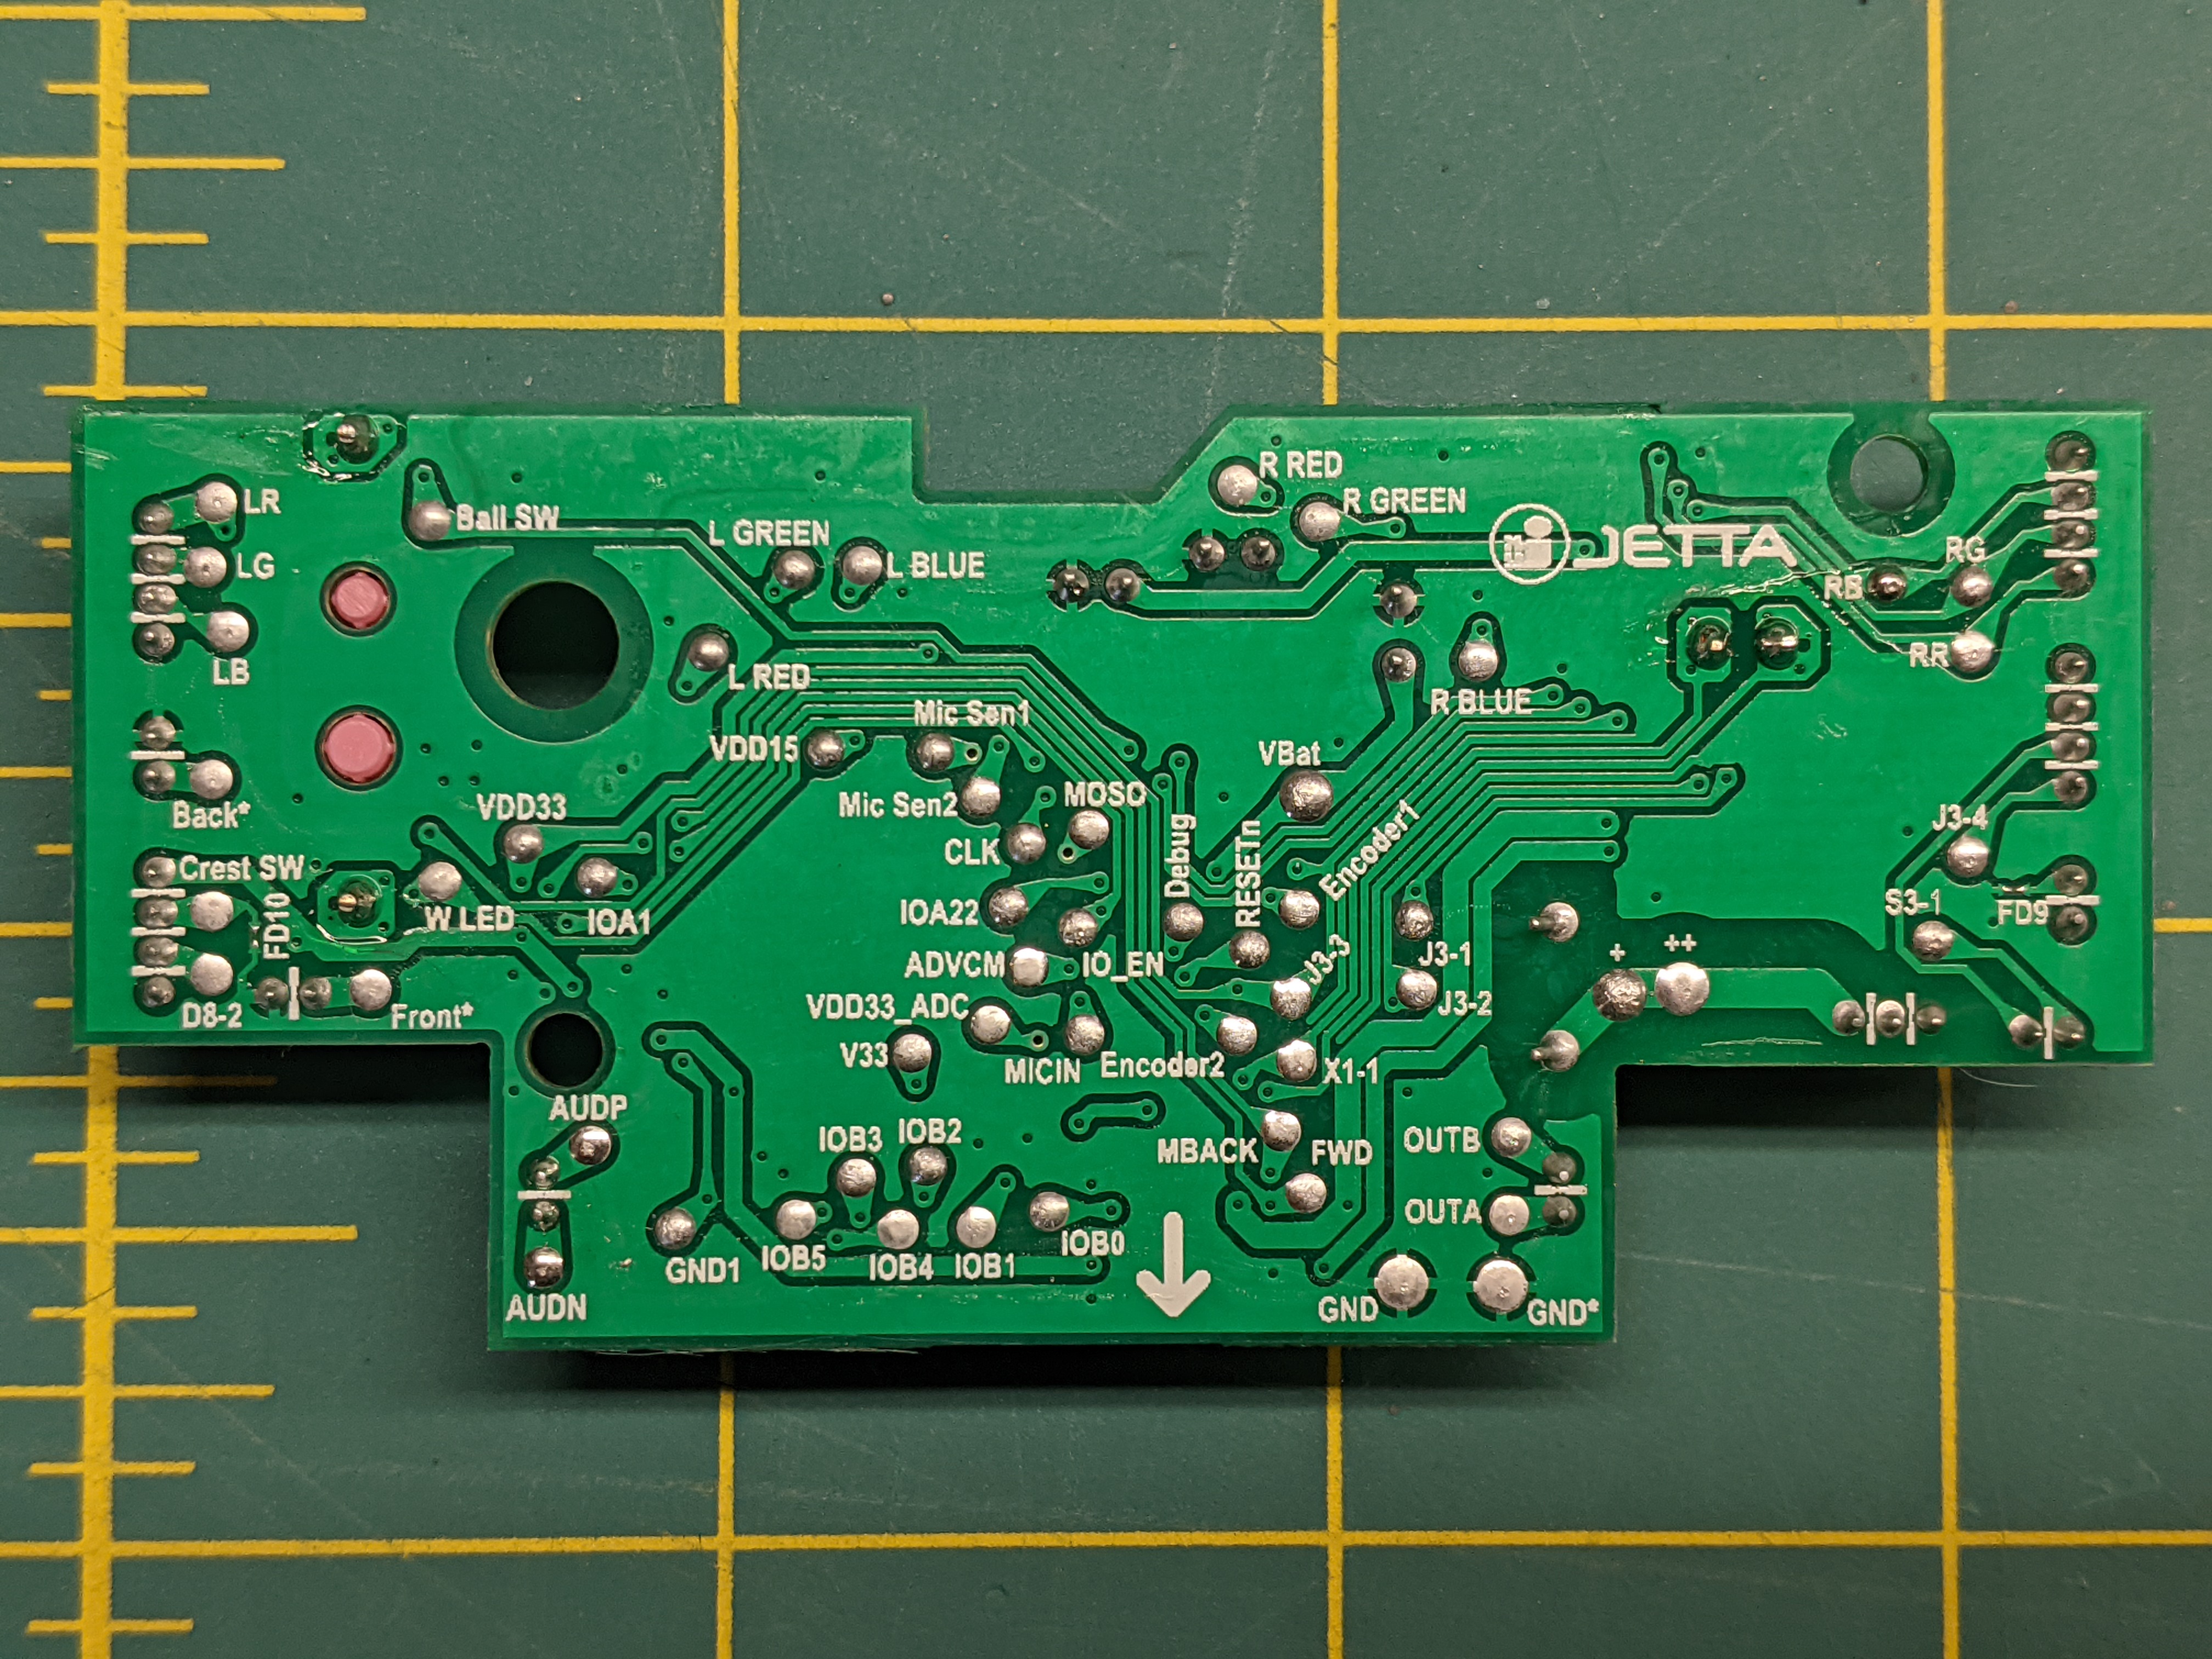 R RED
LR
R GREEN
Ball SW
L GREEN
JETTA
RG
LG
L BLUE
RB
RR
LB
L RED
R BLUE
Mic Sen1
VDD15
VBat
Mic Sen2
MOSO
Back*
VDD33
J3-4
Encoder1
CLK
Debug
RESETn
Crest SW
FD10
W LED
IOA1
IOA22
S3-1
FD9
+
++
ADVCM
IO_EN
J3-3
J3-1
J3-2
VDD33_ADC
D8-2
Front*
V33
MICIN
Encoder2
X1-1
AUDP
IOB3
IOB2
MBACK
FWD
OUTB
OUTA
GND1
IOB5
IOB4
IOB1
IOB0
AUDN
GND
GND*